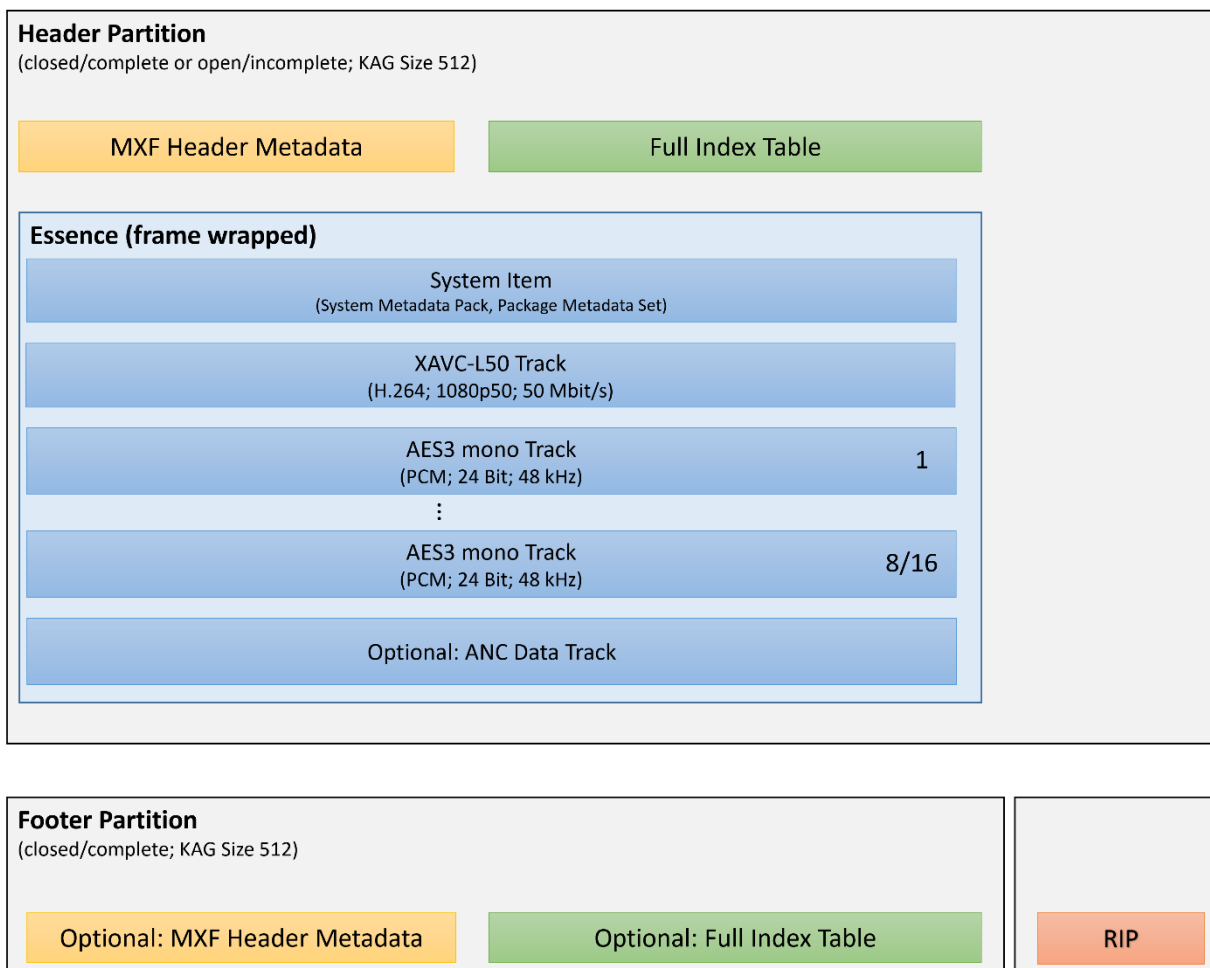 Header Partition
(closed/complete or open/incomplete; KAG Size 512)
MXF Header Metadata
Full Index Table
Essence (frame wrapped)
System Item
(System Metadata Pack, Package Metadata Set)
XAVC-L50 Track
(H.264; 1080p50; 50 Mbit/s)
AES3 mono Track
(PCM; 24 Bit; 48 kHz)
1
⋮
AES3 mono Track
(PCM; 24 Bit; 48 kHz)
8/16
Optional: ANC Data Track
Footer Partition
(closed/complete; KAG Size 512)
Optional: MXF Header Metadata
Optional: Full Index Table
RIP